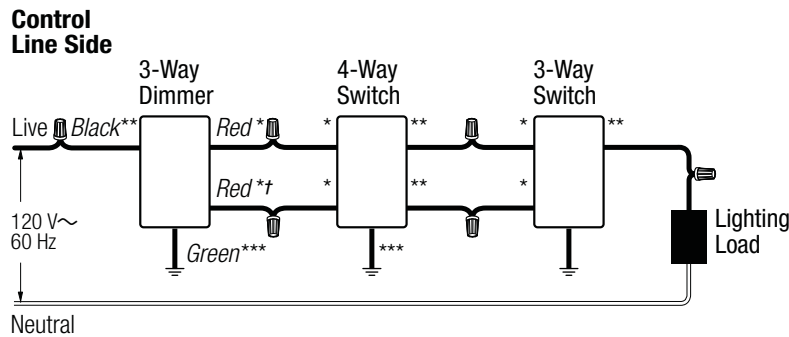 Control
Line Side
3-Way
Dimmer
4-Way
Switch
3-Way
Switch
Live Black** Red * * ** * **
Red *† * ** *
120 V~
60 Hz
Green*** ***
Lighting
Load
Neutral